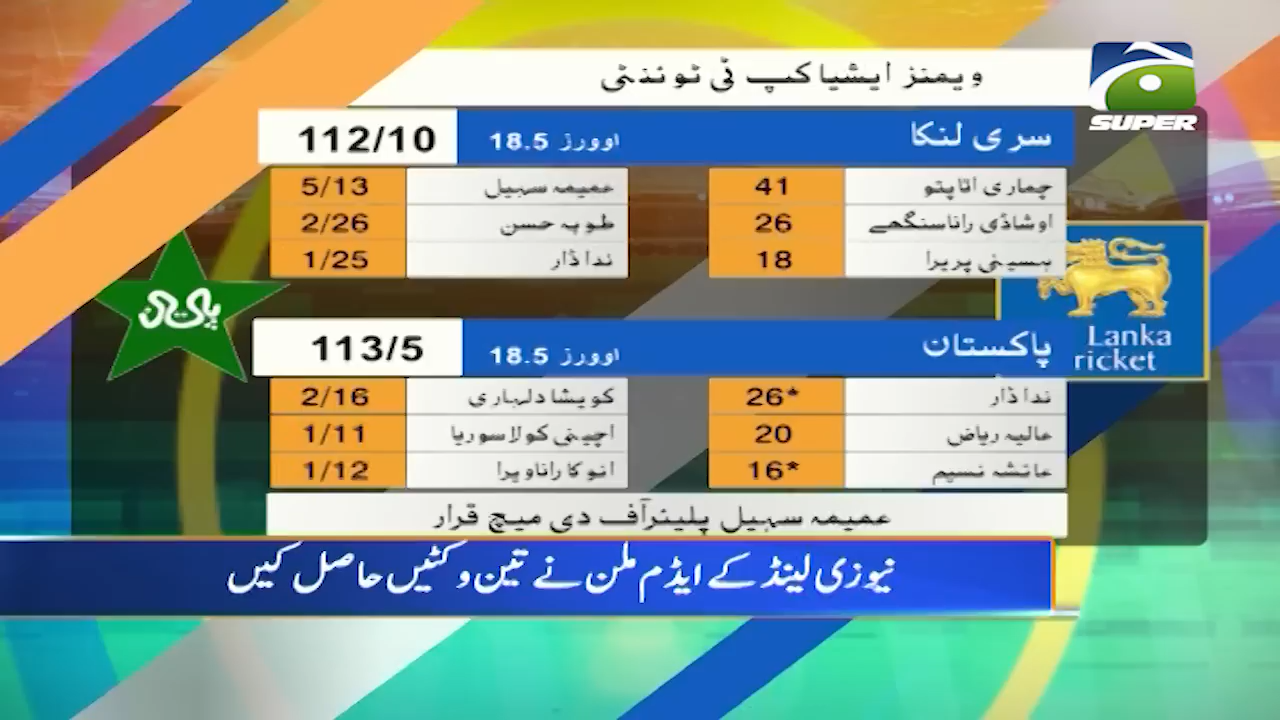 ویمنز ایشیا کپ ٹی ٹوئنٹی
SUPER
سری لنکا 18.5 اوورز 112/10
چماری اتاپتو 41 عمیمہ سہیل 5/13
اوشاڈی راناسنگھے 26 طوبہ حسن 2/26
ہسینی پریرا 18 ندا ڈار 1/25
Lanka
ricket
پاکستان 18.5 اوورز 113/5
ندا ڈار 26* کویشا دلہاری 2/16
عالیہ ریاض 20 اچینی کولاسوریا 1/11
عائشہ نسیم 16* انوکا راناویرا 1/12
عمیمہ سہیل پلیئرآف دی میچ قرار
نیوزی لینڈ کے ایڈم ملن نے تین وکٹیں حاصل کیں